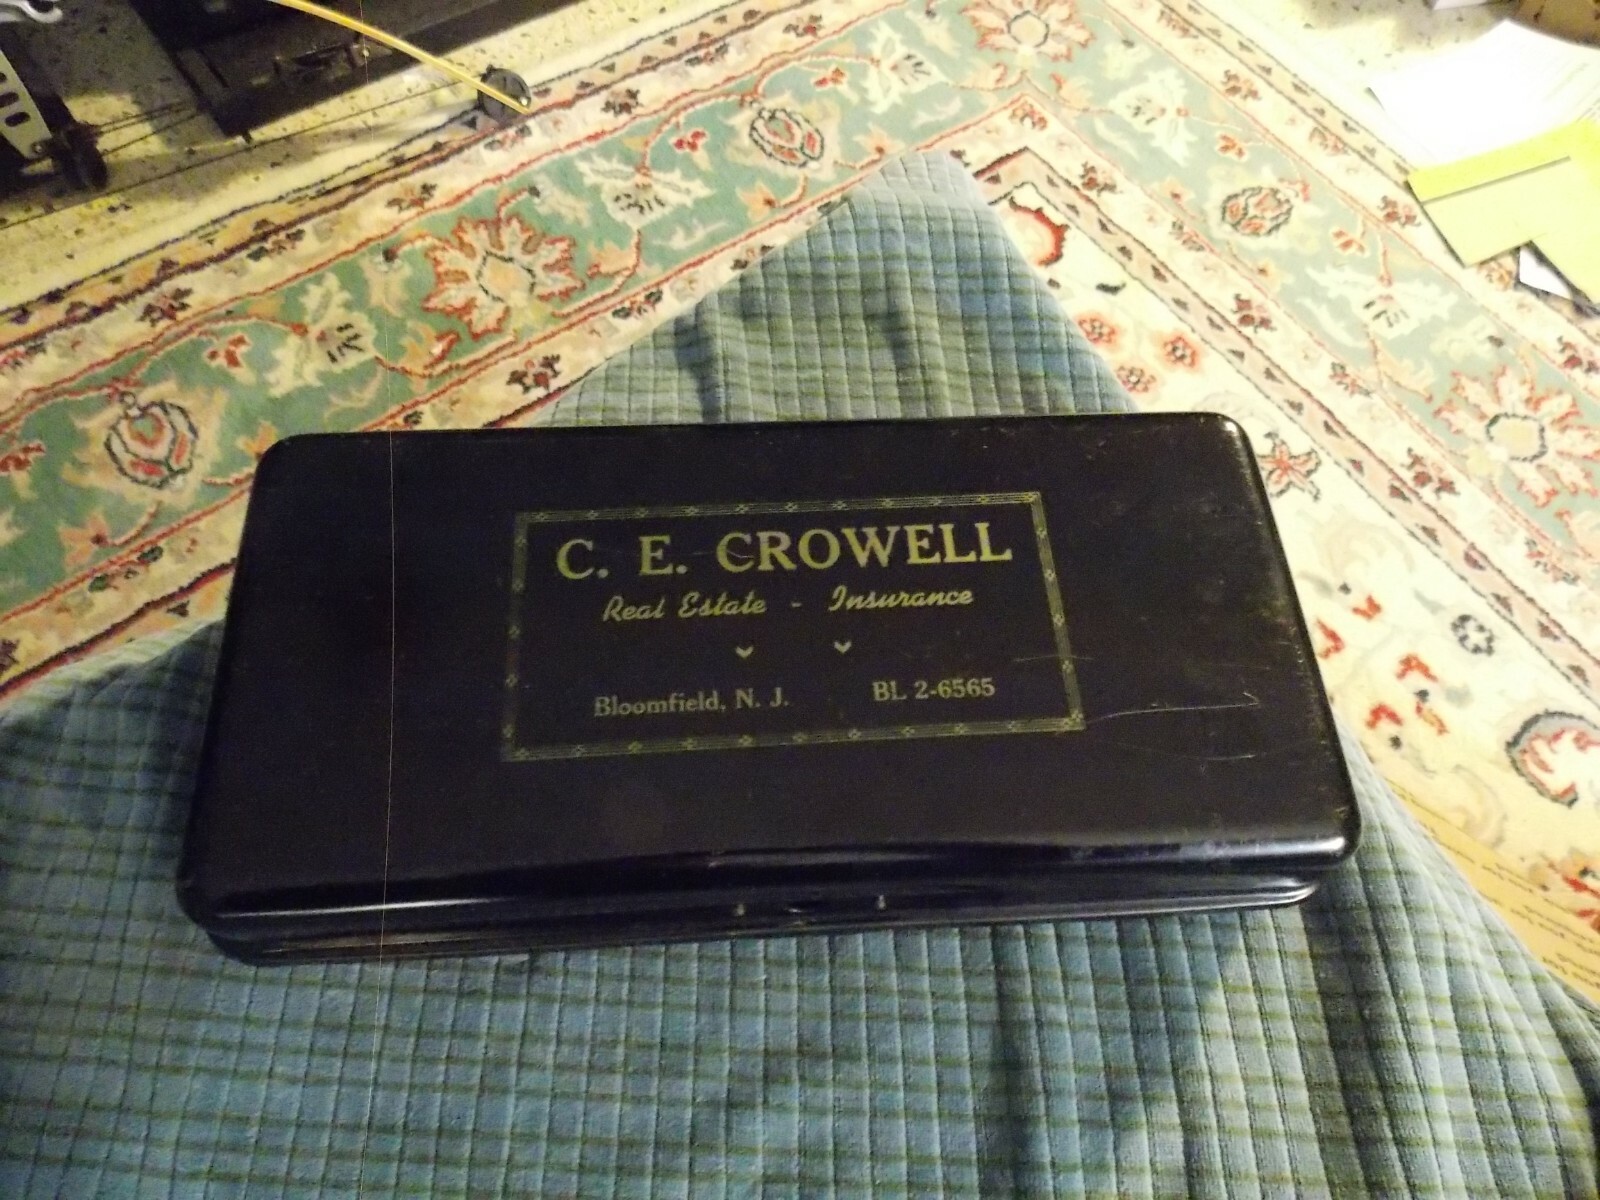 C. E. CROWELL
Real Estate - Insurance
Bloomfield, N. J. BL 2-6565